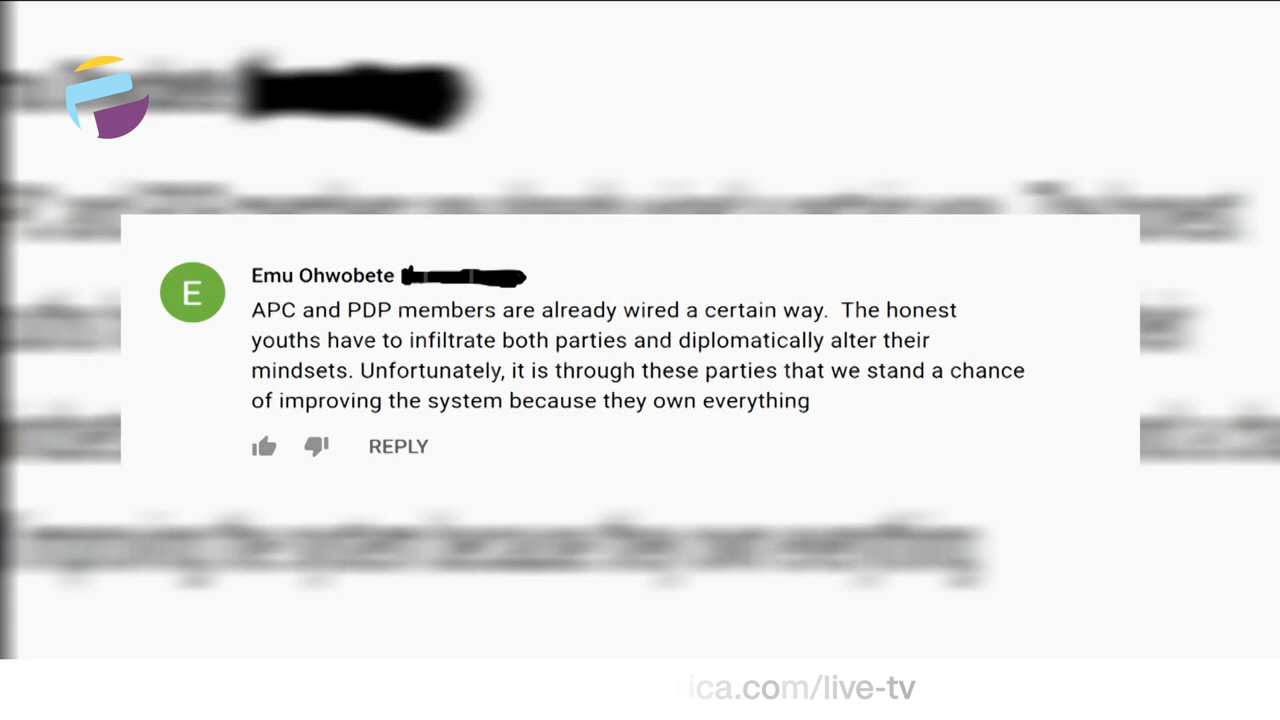 E
Emu Ohwobete
APC and PDP members are already wired a certain way.  The honest
youths have to infiltrate both parties and diplomatically alter their
mindsets. Unfortunately, it is through these parties that we stand a chance
of improving the system because they own everything
REPLY
ica.com/live-tv